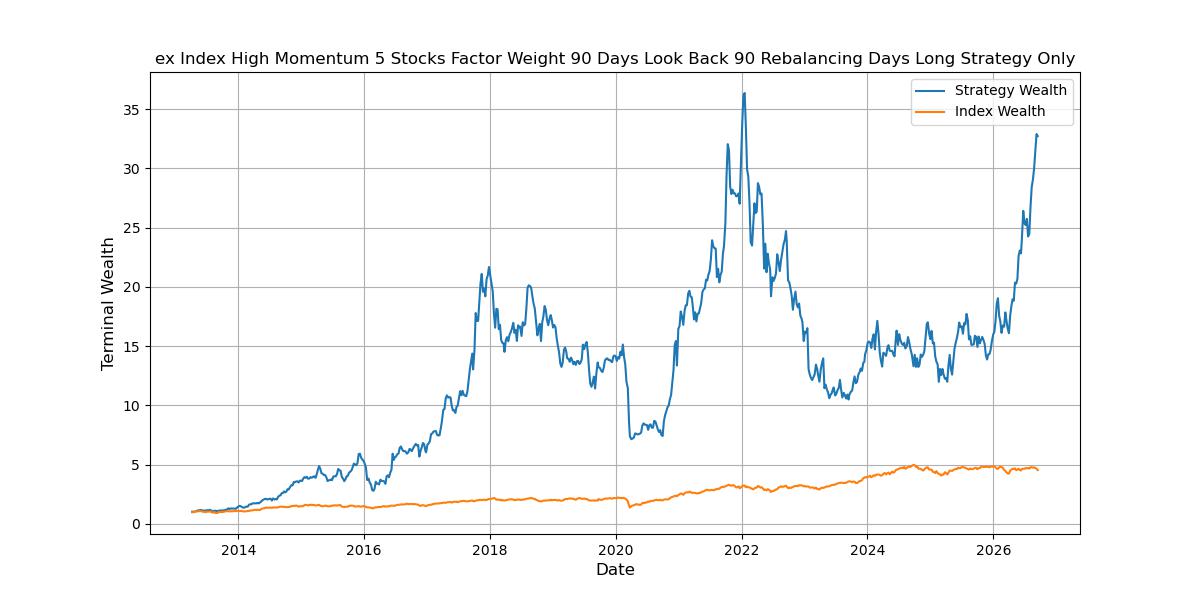 ex Index High Momentum 5 Stocks Factor Weight 90 Days Look Back 90 Rebalancing Days Long Strategy Only
Strategy Wealth
Index Wealth
Terminal Wealth
35
30
25
20
15
10
5
0
2014 2016 2018 2020 2022 2024 2026
Date